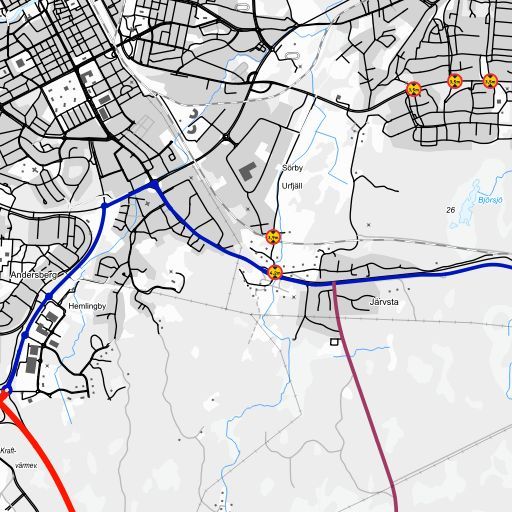 Sörby
Urfjäll
26
Björsjö
Andersberg
Hemlingby
Järvsta
Kraft-
värmev.